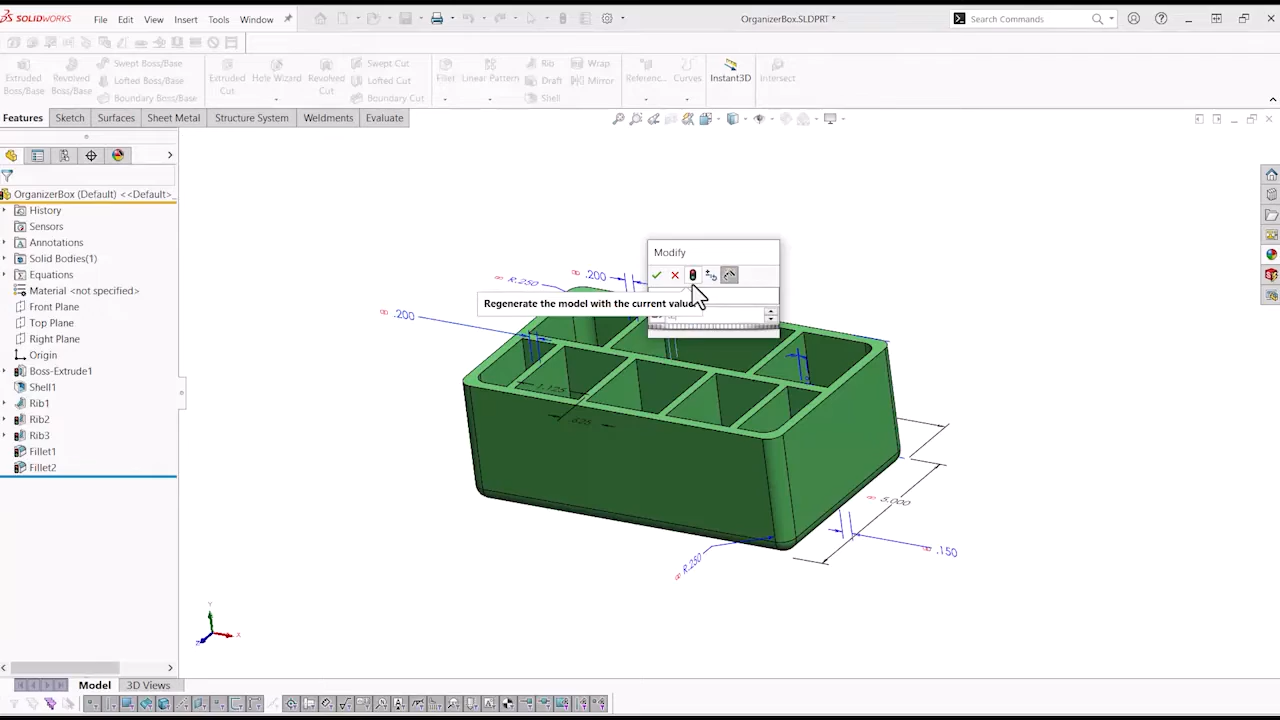 SOLIDWORKS File Edit View Insert Tools Window OrganizerBox.SLDPRT * Search Commands
Extruded Boss/Base Revolved Boss/Base Swept Boss/Base Lofted Boss/Base Boundary Boss/Base Extruded Cut Hole Wizard Revolved Cut Swept Cut Lofted Cut Boundary Cut Fillet Linear Pattern Rib Draft Shell Wrap Mirror Referenc... Curves Instant3D Intersect
Features Sketch Surfaces Sheet Metal Structure System Weldments Evaluate
OrganizerBox (Default) <<Default>_
History
Sensors
Annotations
Solid Bodies(1)
Equations
Material <not specified>
Front Plane
Top Plane
Right Plane
Origin
Boss-Extrude1
Shell1
Rib1
Rib2
Rib3
Fillet1
Fillet2
Modify
R.250
.200
Regenerate the model with the current value
.200
1.125
5.000
.150
R.250
Y
X
Z
Model 3D Views